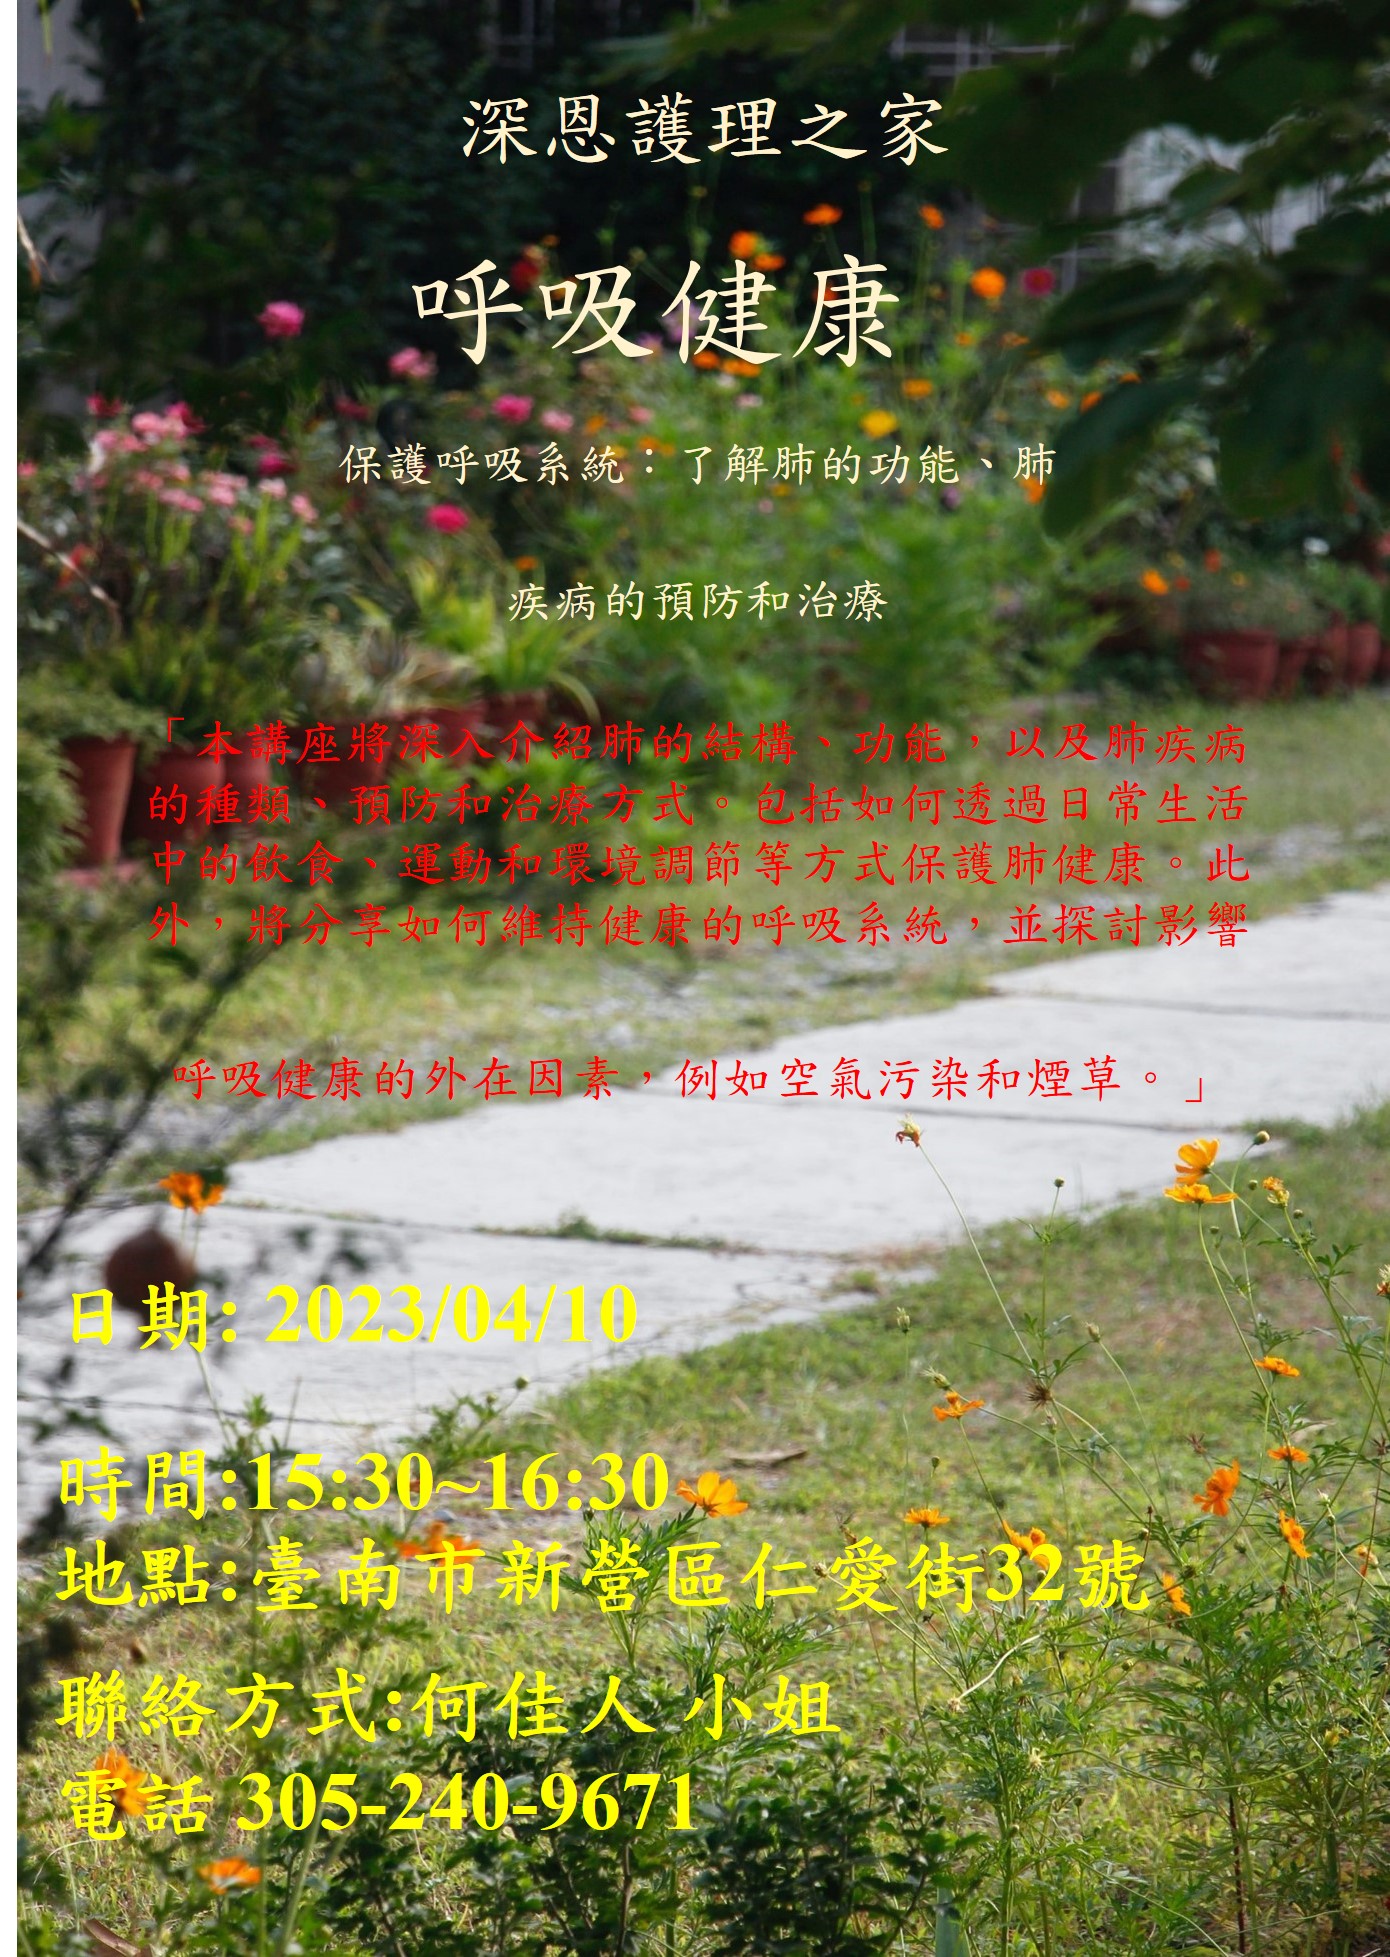 深恩護理之家
呼吸健康
保護呼吸系統：了解肺的功能、肺
疾病的預防和治療
「本講座將深入介紹肺的結構、功能，以及肺疾病
的種類、預防和治療方式。包括如何透過日常生活
中的飲食、運動和環境調節等方式保護肺健康。此
外，將分享如何維持健康的呼吸系統，並探討影響
呼吸健康的外在因素，例如空氣污染和煙草。」
日期: 2023/04/10
時間:15:30~16:30
地點:臺南市新營區仁愛街32號
聯絡方式:何佳人 小姐
電話 305-240-9671